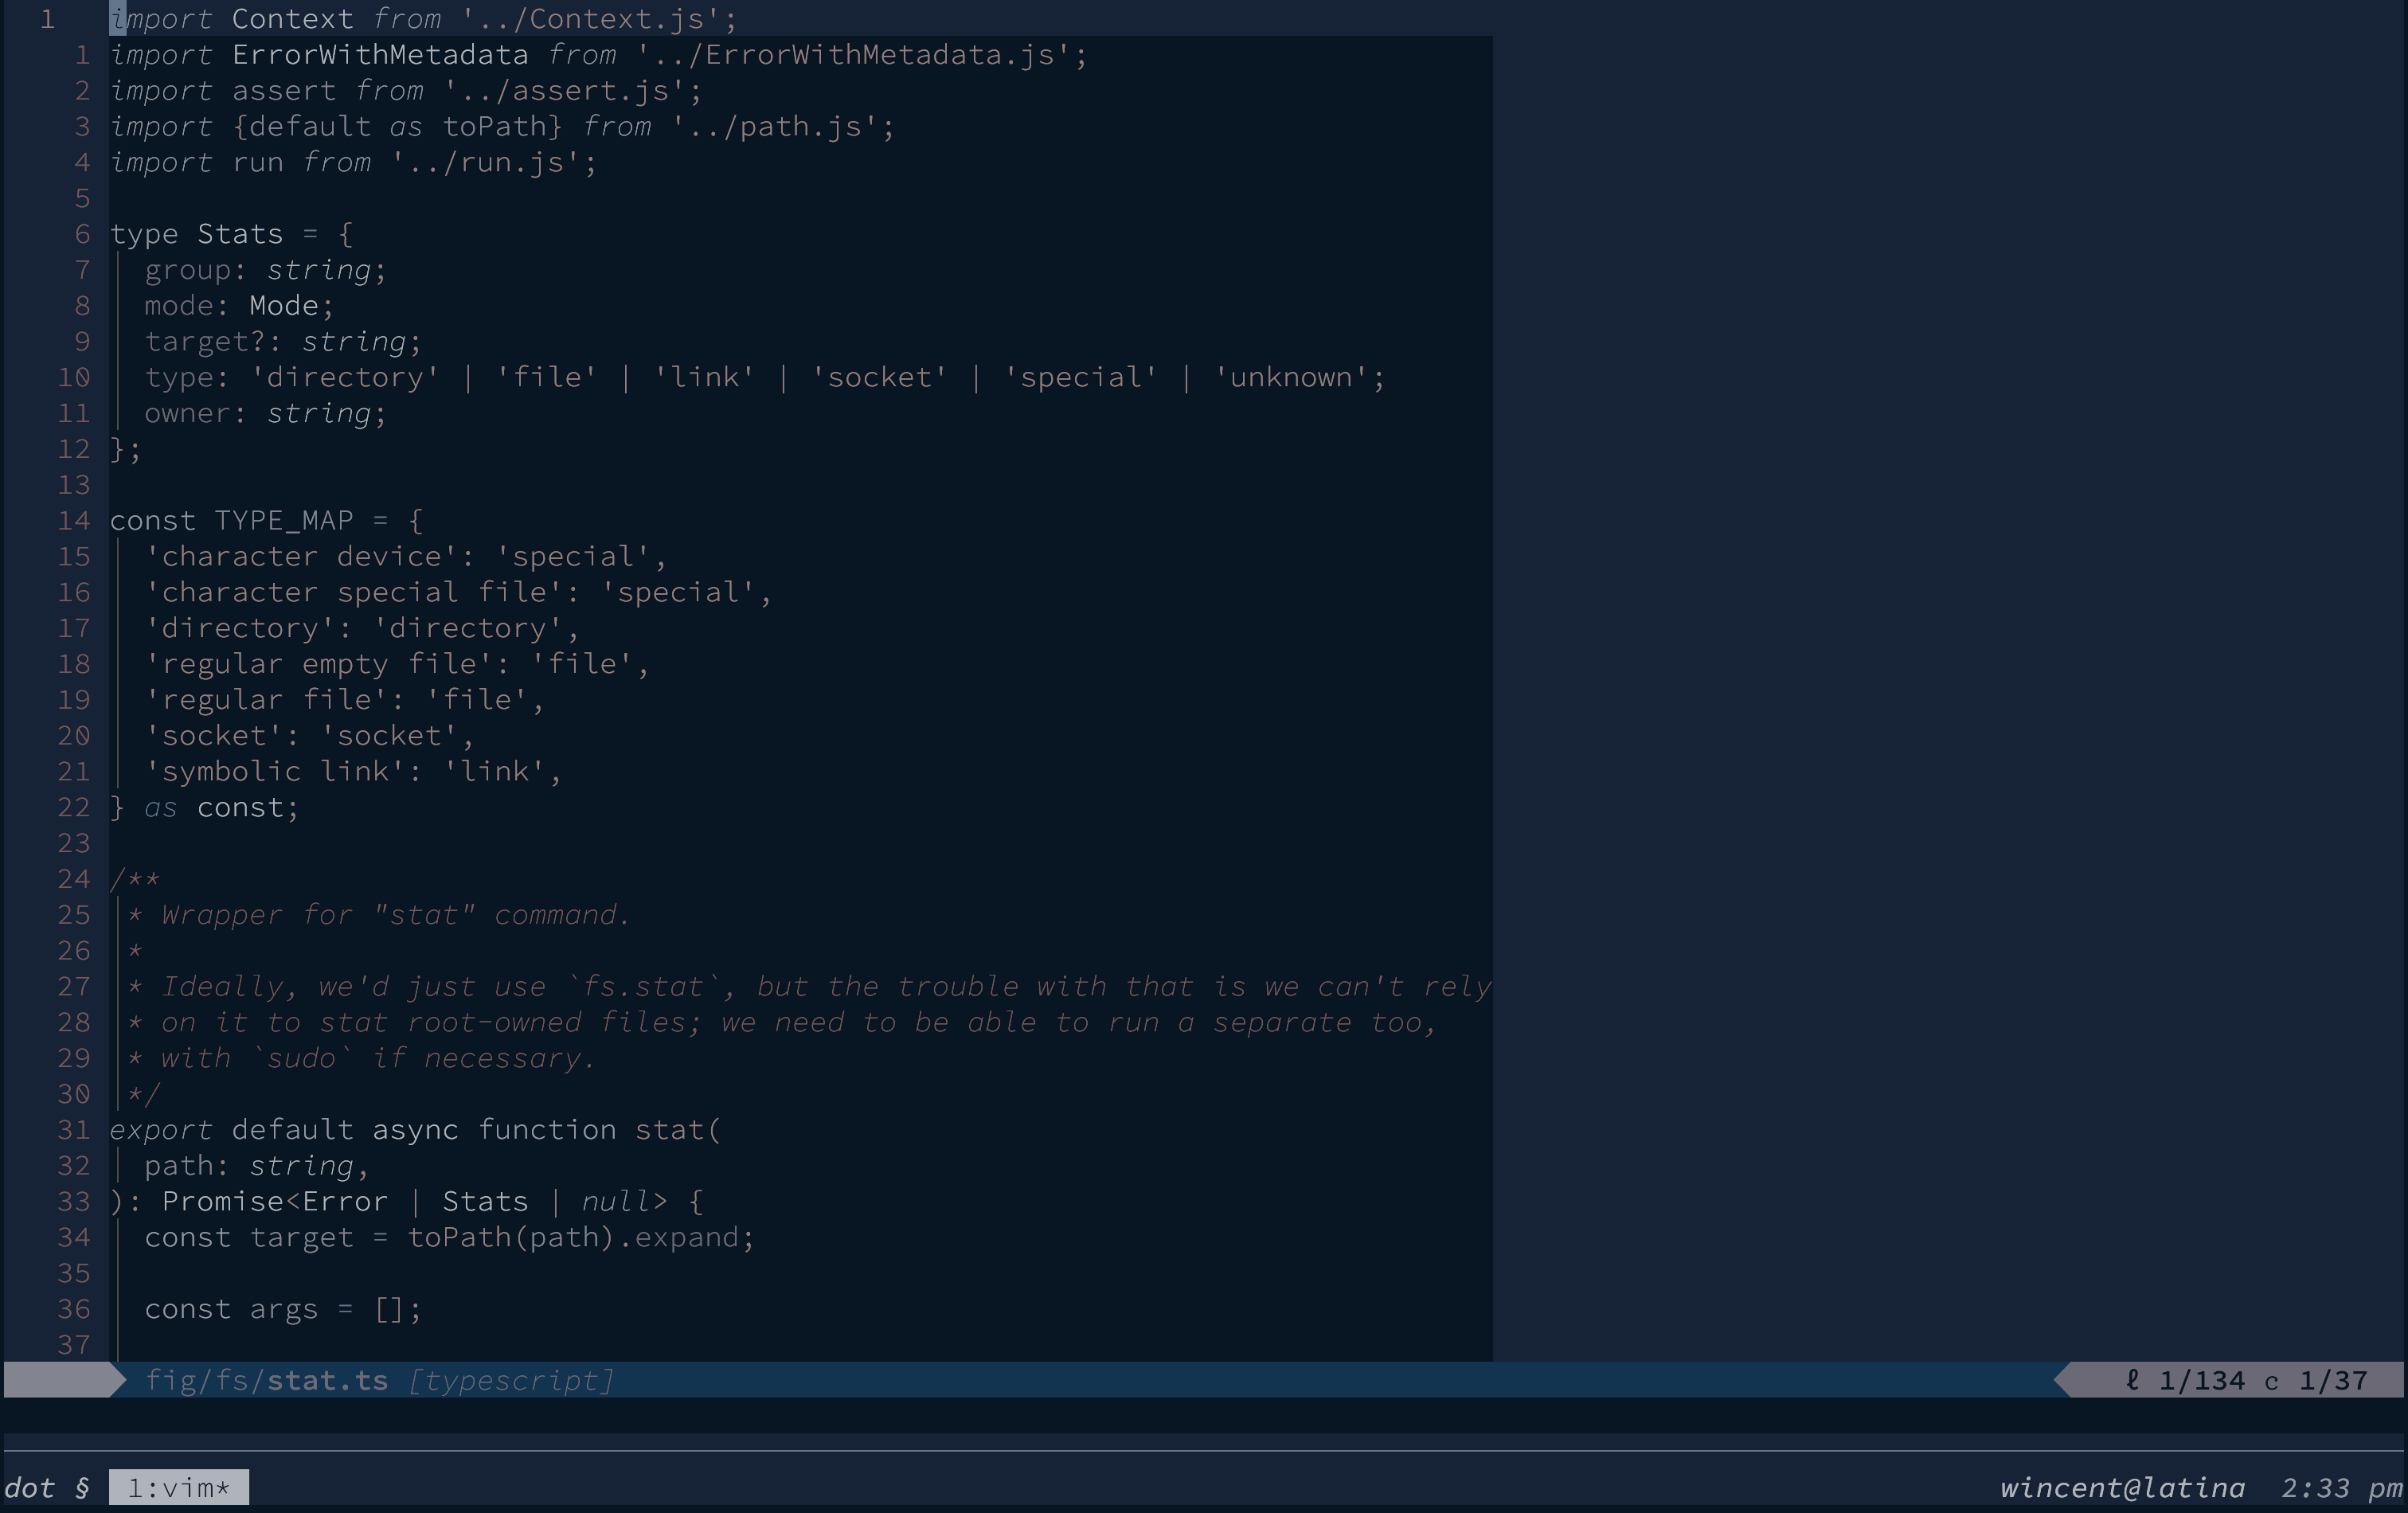 1 import Context from '../Context.js';
1 import ErrorWithMetadata from '../ErrorWithMetadata.js';
2 import assert from '../assert.js';
3 import {default as toPath} from '../path.js';
4 import run from '../run.js';
5
6 type Stats = {
7   group: string;
8   mode: Mode;
9   target?: string;
10   type: 'directory' | 'file' | 'link' | 'socket' | 'special' | 'unknown';
11   owner: string;
12 };
13
14 const TYPE_MAP = {
15   'character device': 'special',
16   'character special file': 'special',
17   'directory': 'directory',
18   'regular empty file': 'file',
19   'regular file': 'file',
20   'socket': 'socket',
21   'symbolic link': 'link',
22 } as const;
23
24 /**
25  * Wrapper for "stat" command.
26  *
27  * Ideally, we'd just use `fs.stat`, but the trouble with that is we can't rely
28  * on it to stat root-owned files; we need to be able to run a separate too,
29  * with `sudo` if necessary.
30  */
31 export default async function stat(
32   path: string,
33 ): Promise<Error | Stats | null> {
34   const target = toPath(path).expand;
35
36   const args = [];
37
fig/fs/stat.ts [typescript] ℓ 1/134 c 1/37
dot § 1:vim* wincent@latina 2:33 pm